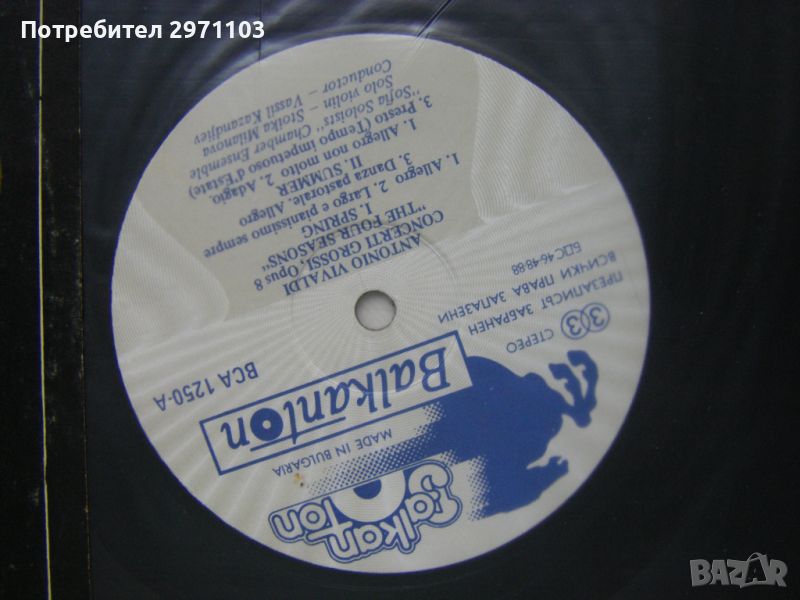 Потребител 2971103
Balkanton
MADE IN BULGARIA
Balkanton
BCA 1250-A
СТЕРЕО
33
ПРЕЗАПИСЪТ ЗАБРАНЕН
ВСИЧКИ ПРАВА ЗАПАЗЕНИ
БДС 46-48-88
ANTONIO VIVALDI
CONCERTI GROSSI, Opus 8
"THE FOUR SEASONS"
I. SPRING
1. Allegro 2. Largo e pianissimo sempre
3. Danza pastorale. Allegro
II. SUMMER
1. Allegro non molto 2. Adagio.
3. Presto (Tempo impetuoso d'Estate)
"Sofia Soloists" Chamber Ensemble
Solo violin – Stoika Milanova
Conductor – Vassil Kazandjiev
BAZAR